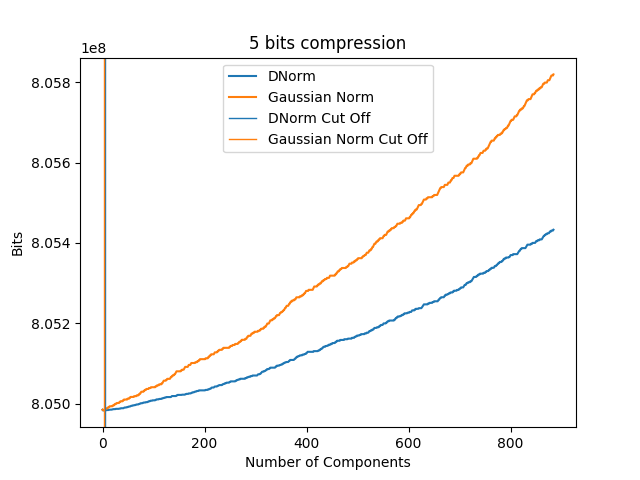 5 bits compression
1e8
DNorm
Gaussian Norm
DNorm Cut Off
Gaussian Norm Cut Off
8.058
8.056
8.054
8.052
8.050
Bits
0 200 400 600 800
Number of Components